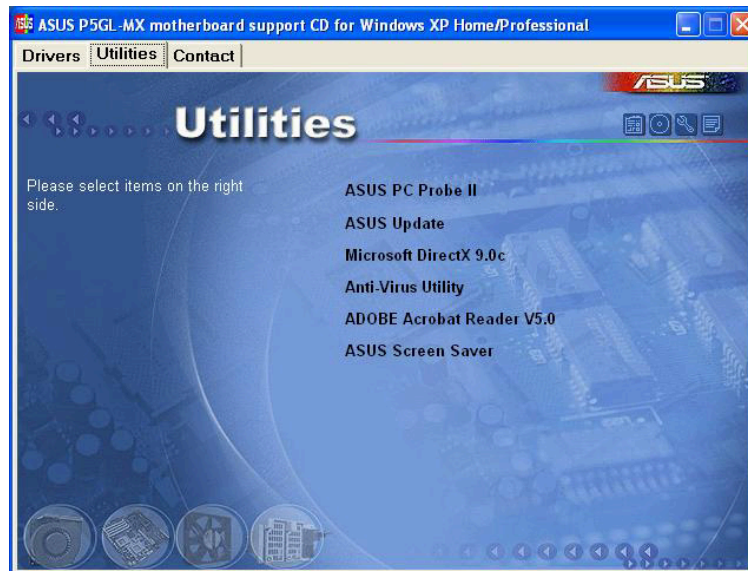 ASUS P5GL-MX motherboard support CD for Windows XP Home/Professional
Drivers Utilities Contact
ASUS
Utilities
Please select items on the right
side.
ASUS PC Probe II
ASUS Update
Microsoft DirectX 9.0c
Anti-Virus Utility
ADOBE Acrobat Reader V5.0
ASUS Screen Saver